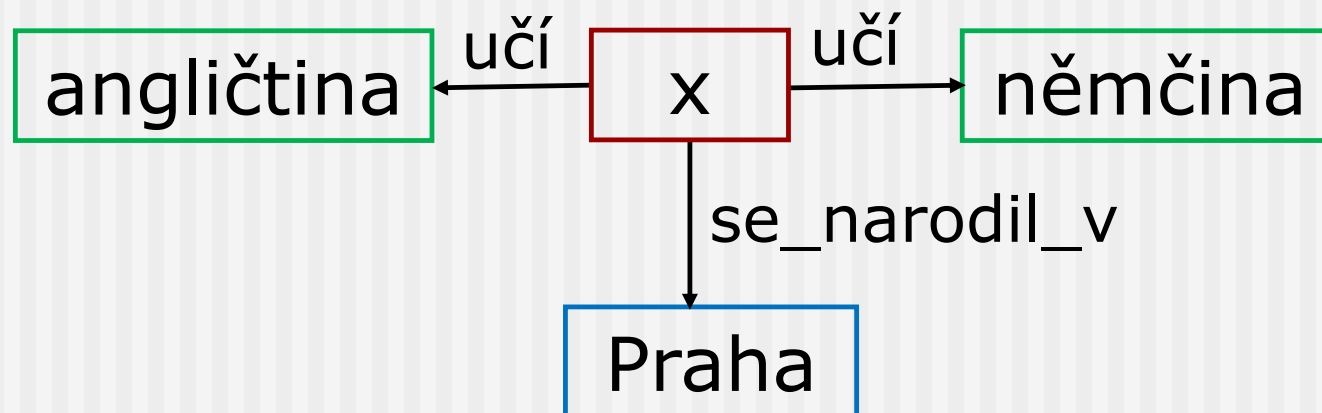 učí
učí
angličtina
x
němčina
se_narodil_v
Praha